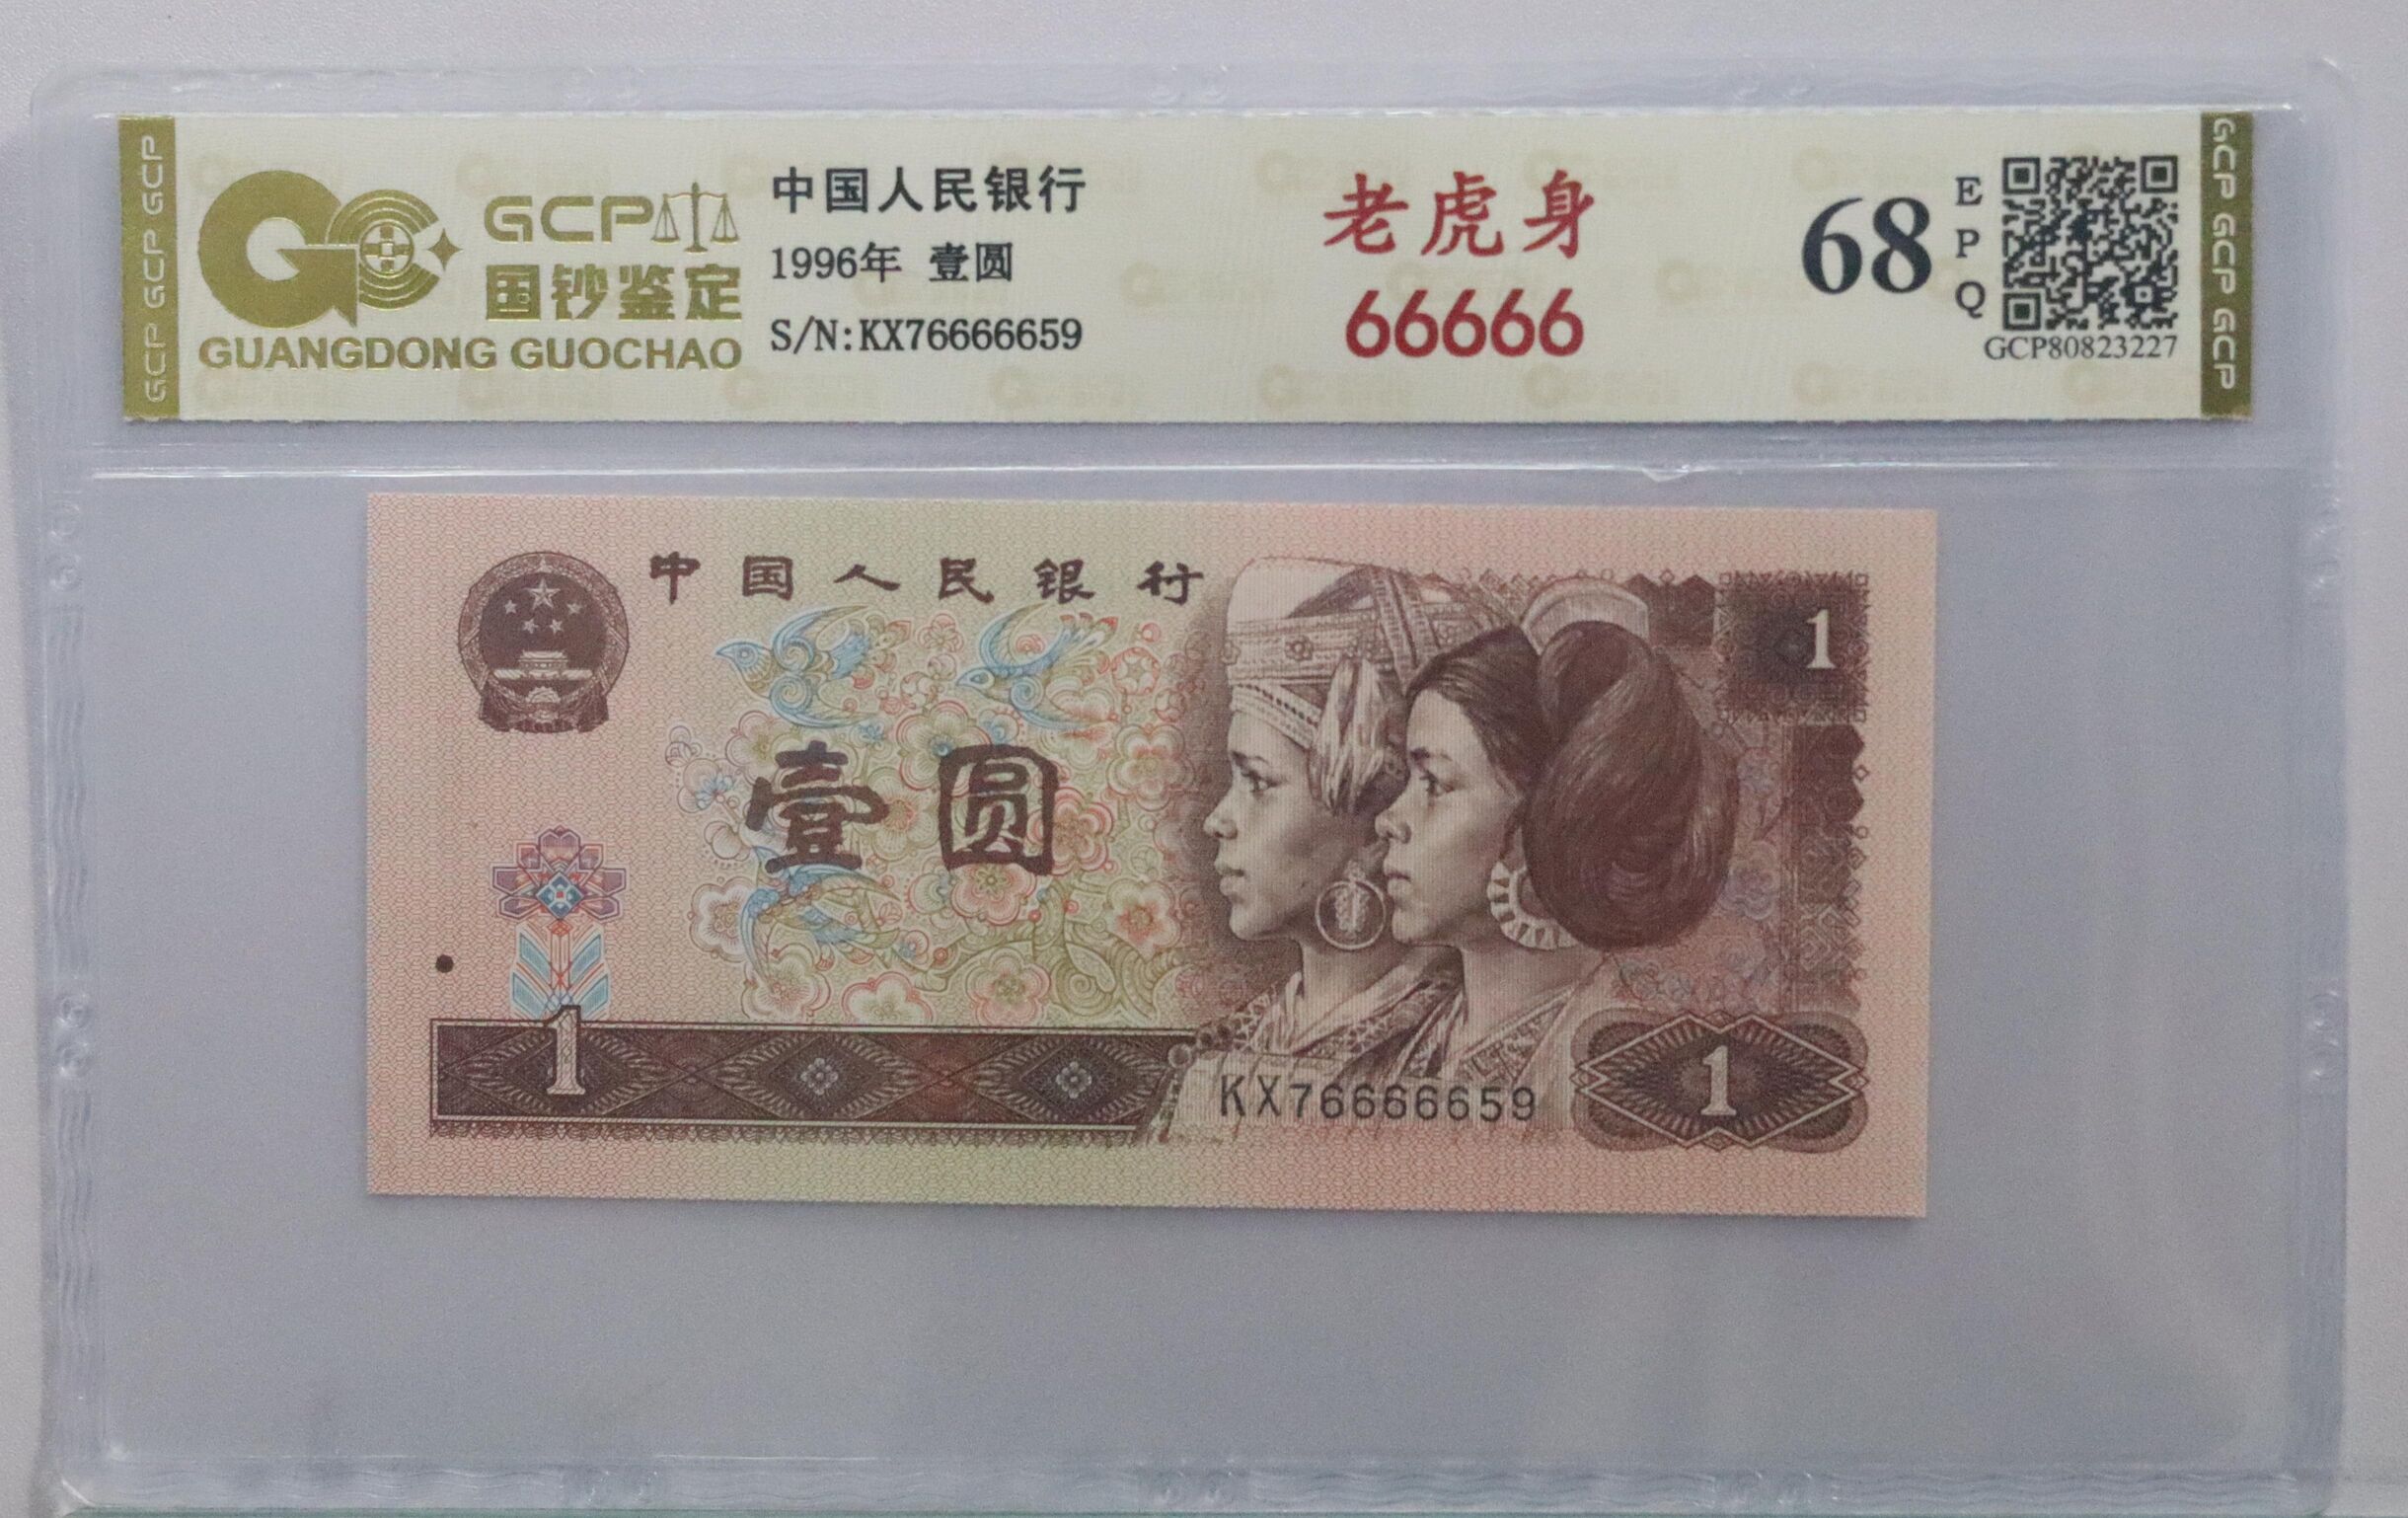 GCP GCP GCP
GCP
国钞鉴定
GUANGDONG GUOCHAO
中国人民银行
1996年 壹圆
S/N:KX76666659
老虎身
66666
68
E
P
Q
GCP80823227
GCP GCP GCP
中国人民银行
1
壹圆
1
KX76666659
1